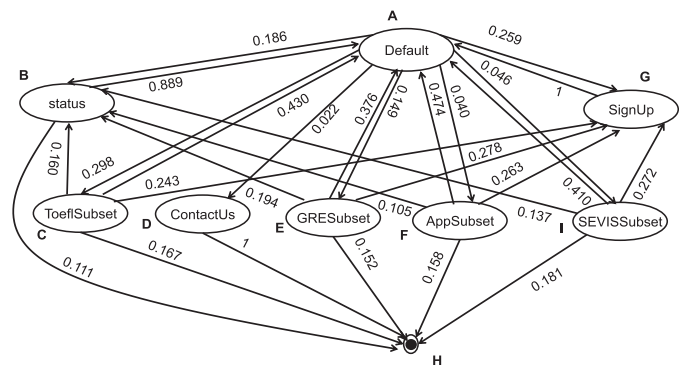 A
0.186
Default
0.259
B
0.889
0.430
0.046
1
G
status
0.022
0.376
0.149
0.474
0.040
SignUp
0.160
0.298
0.278
0.263
0.272
0.243
0.194
0.105
0.137
0.410
ToeflSubset
ContactUs
GRESubset
AppSubset
SEVISSubset
C
D
E
F
I
0.111
0.167
1
0.152
0.158
0.181
H